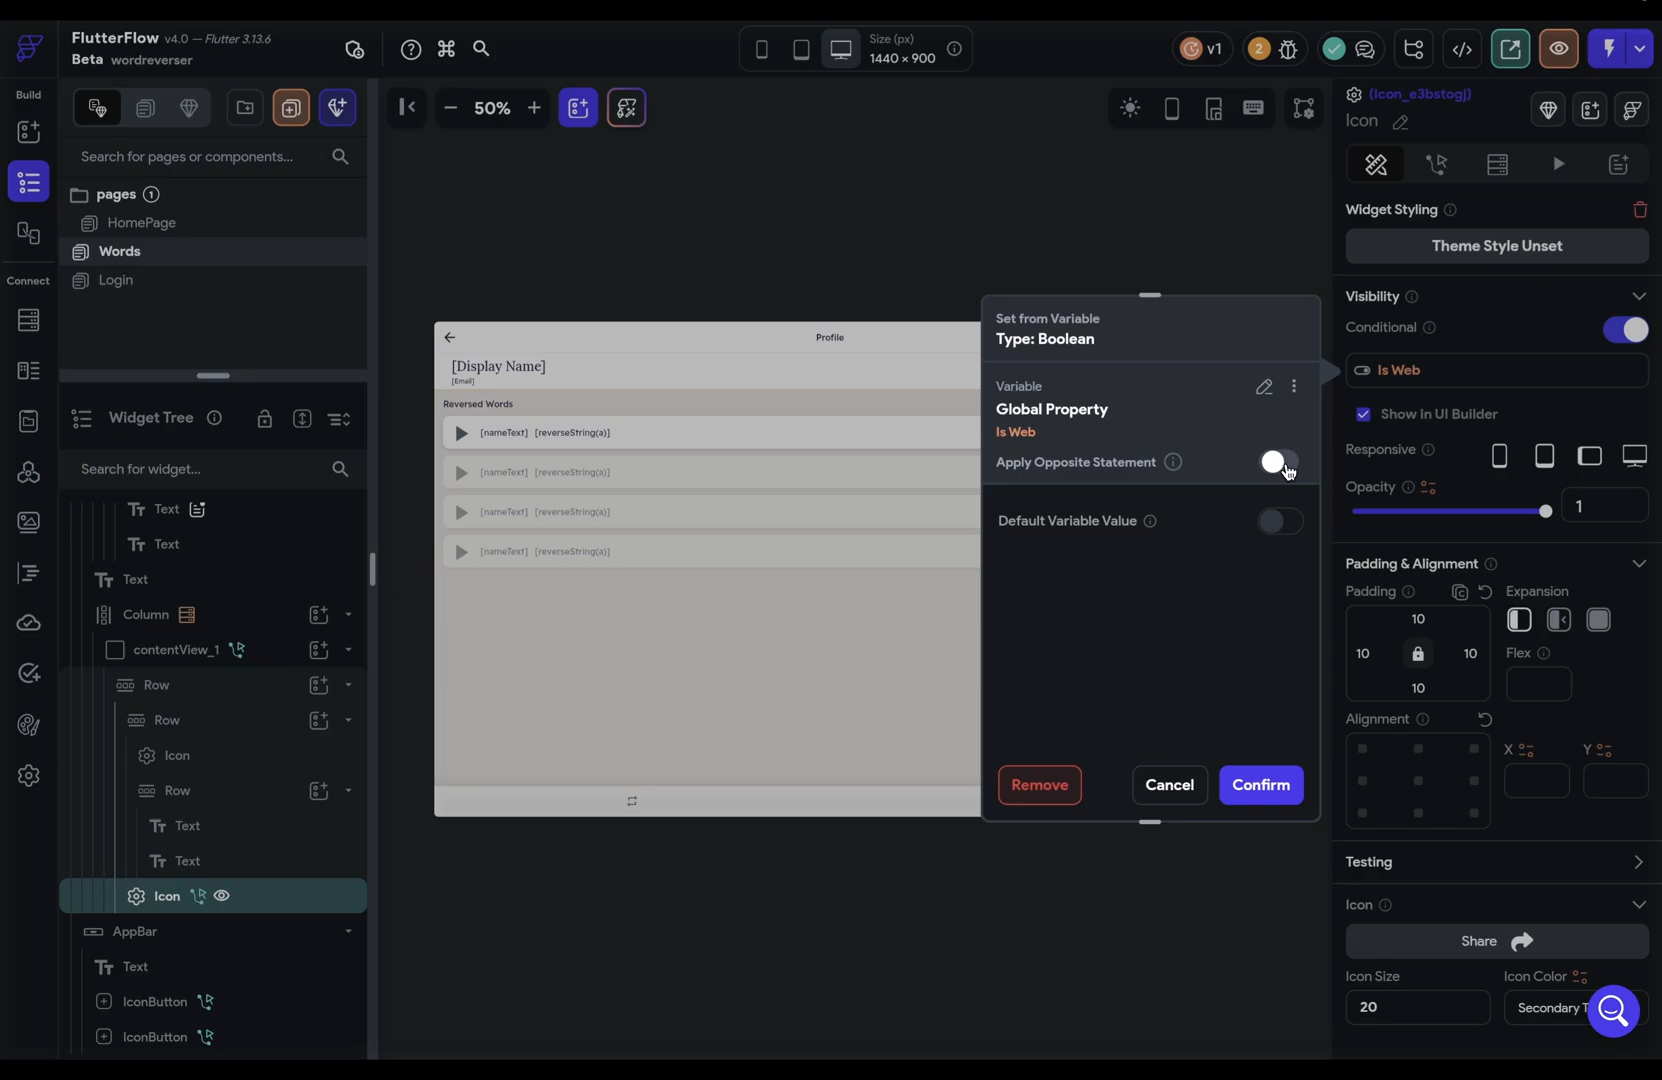 FlutterFlow v4.0 — Flutter 3.13.6
Beta wordreverser
Size (px)
1440 × 900
v1
2
Build
Connect
Search for pages or components...
pages 1
HomePage
Words
Login
Widget Tree
Search for widget...
Text
Text
Text
Column
contentView_1
Row
Row
Icon
Row
Text
Text
Icon
AppBar
Text
IconButton
IconButton
50%
Profile
[Display Name]
[Email]
Reversed Words
[nameText] [reverseString(a)]
[nameText] [reverseString(a)]
[nameText] [reverseString(a)]
[nameText] [reverseString(a)]
Set from Variable
Type: Boolean
Variable
Global Property
Is Web
Apply Opposite Statement
Default Variable Value
Remove
Cancel
Confirm
(Icon_e3bstogj)
Icon
Widget Styling
Theme Style Unset
Visibility
Conditional
Is Web
Show in UI Builder
Responsive
Opacity
1
Padding & Alignment
Padding
Expansion
10
10
10
10
Flex
Alignment
X
Y
Testing
Icon
Share
Icon Size
Icon Color
20
Secondary T